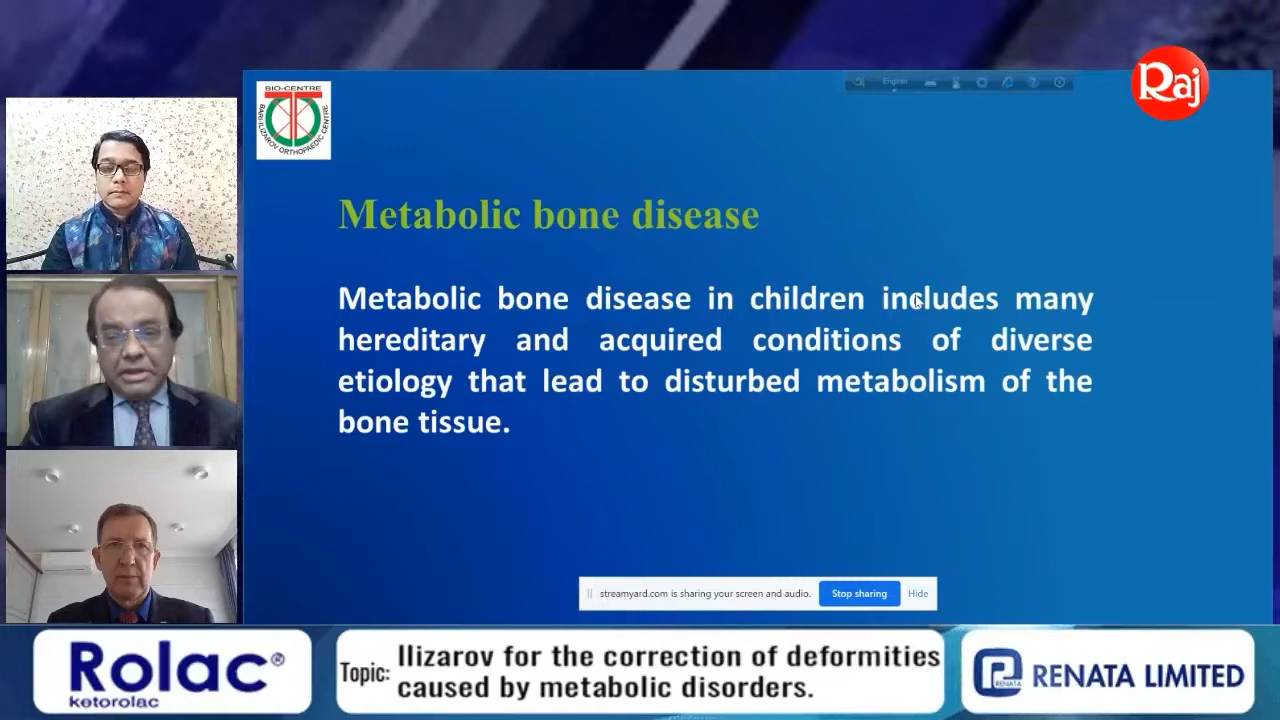 English
Raj
BIO-CENTRE
BARI-ILIZAROV ORTHOPAEDIC CENTRE
Metabolic bone disease
Metabolic bone disease in children includes many
hereditary and acquired conditions of diverse
etiology that lead to disturbed metabolism of the
bone tissue.
streamyard.com is sharing your screen and audio. Stop sharing Hide
Rolac®
ketorolac
Topic: Ilizarov for the correction of deformities
caused by metabolic disorders.
RENATA
RENATA LIMITED